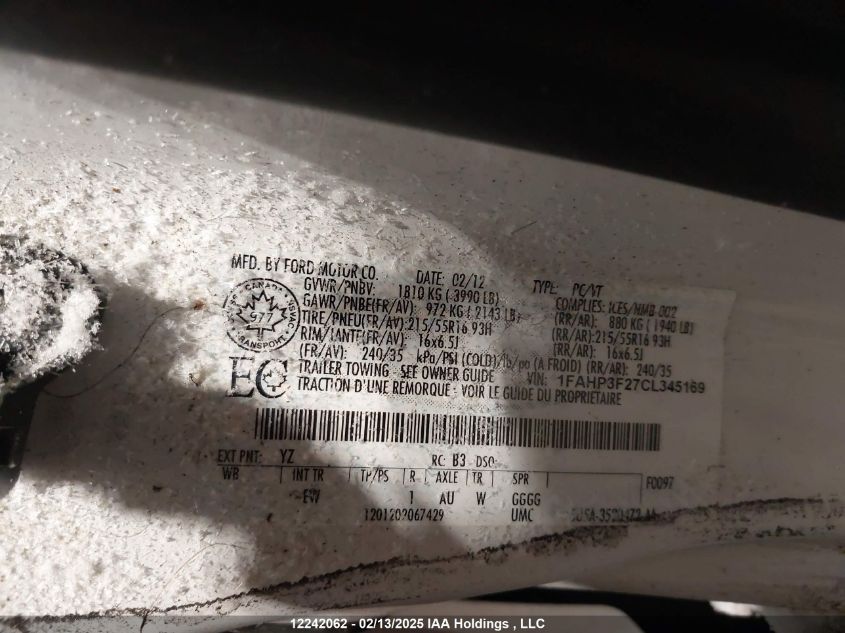 MFD. BY FORD MOTOR CO. DATE: 02/12 TYPE: PC/VT
GVWR/PNBV: 1810 KG ( 3990 LB)
GAWR/PNBE(FR/AV): 972 KG ( 2143 LB) COMPLIES: ICES/NMB-002
TIRE/PNEU(FR/AV):215/55R16 93H (RR/AR): 880 KG ( 1940 LB)
RIM/JANTE(FR/AV): 16x6.5J (RR/AR):215/55R16 93H
(FR/AV): 240/35 kPa/PSI (COLD)/lb/po (A FROID) (RR/AR): 16x6.5J
(RR/AR): 240/35
TRAILER TOWING - SEE OWNER GUIDE VIN: 1FAHP3F27CL345169
TRACTION D'UNE REMORQUE - VOIR LE GUIDE DU PROPRIETAIRE
CANADA
977
TRANSPORT
EC
EXT PNT: YZ RC: B3 DSO:
WB INT TR TP/PS R AXLE TR SPR F0097
EW 1 AU W GGGG
1201202067429 UMC
12242062 - 02/13/2025 IAA Holdings , LLC